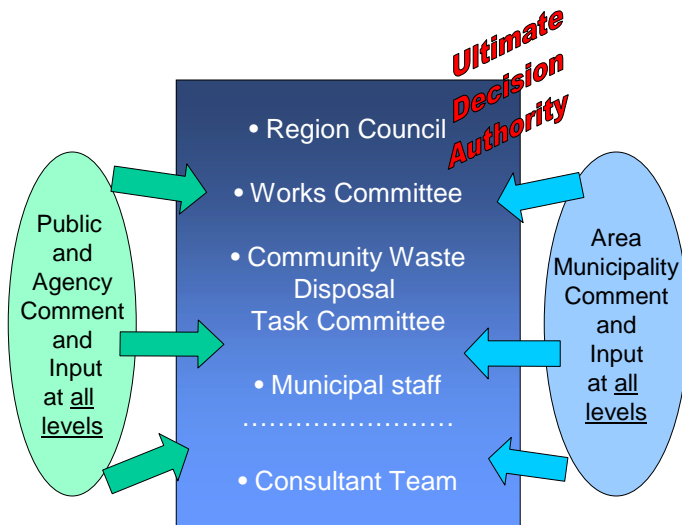 Ultimate
Decision
Authority
• Region Council
• Works Committee
• Community Waste
Disposal
Task Committee
• Municipal staff
……………………
• Consultant Team
Public
and
Agency
Comment
and
Input
at all
levels
Area
Municipality
Comment
and
Input
at all
levels